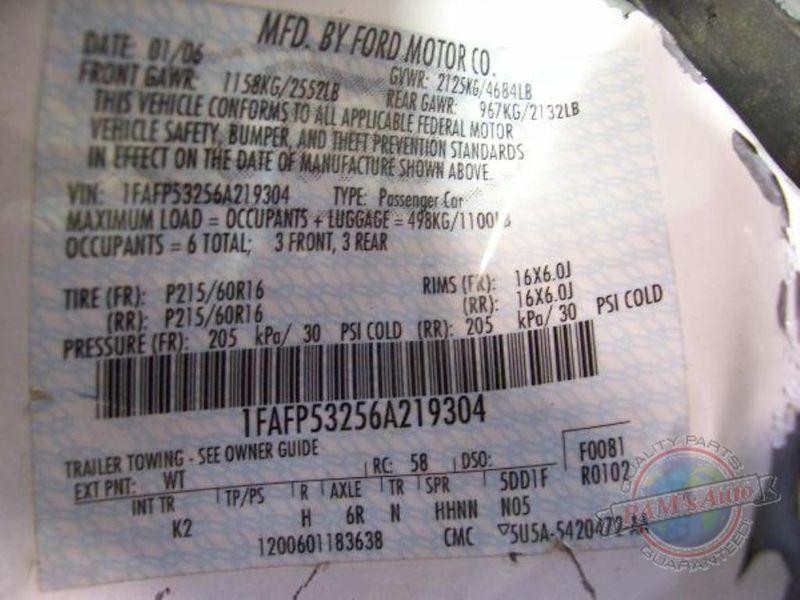 MFD. BY FORD MOTOR CO.
DATE: 01/06 GVWR: 2125KG/4684LB
FRONT GAWR: 1158KG/2552LB REAR GAWR: 967KG/2132LB
THIS VEHICLE CONFORMS TO ALL APPLICABLE FEDERAL MOTOR
VEHICLE SAFETY, BUMPER, AND THEFT PREVENTION STANDARDS
IN EFFECT ON THE DATE OF MANUFACTURE SHOWN ABOVE.
VIN: 1FAFP53256A219304 TYPE: Passenger Car
MAXIMUM LOAD = OCCUPANTS + LUGGAGE = 498KG/1100LB
OCCUPANTS = 6 TOTAL; 3 FRONT, 3 REAR
TIRE (FR): P215/60R16 RIMS (FR): 16X6.0J
(RR): P215/60R16 (RR): 16X6.0J
PRESSURE (FR): 205 kPa/ 30 PSI COLD (RR): 205 kPa/ 30 PSI COLD
1FAFP53256A219304
TRAILER TOWING - SEE OWNER GUIDE
EXT PNT: WT RC: 58 DSO: F0081
R0102
INT TR TP/PS R AXLE TR SPR 5DD1F
K2 H 6R N HHNN N05
1200601183638 CMC ▽5U5A-5420472-AA
QUALITY PARTS
RAM's Auto
GUARANTEED!